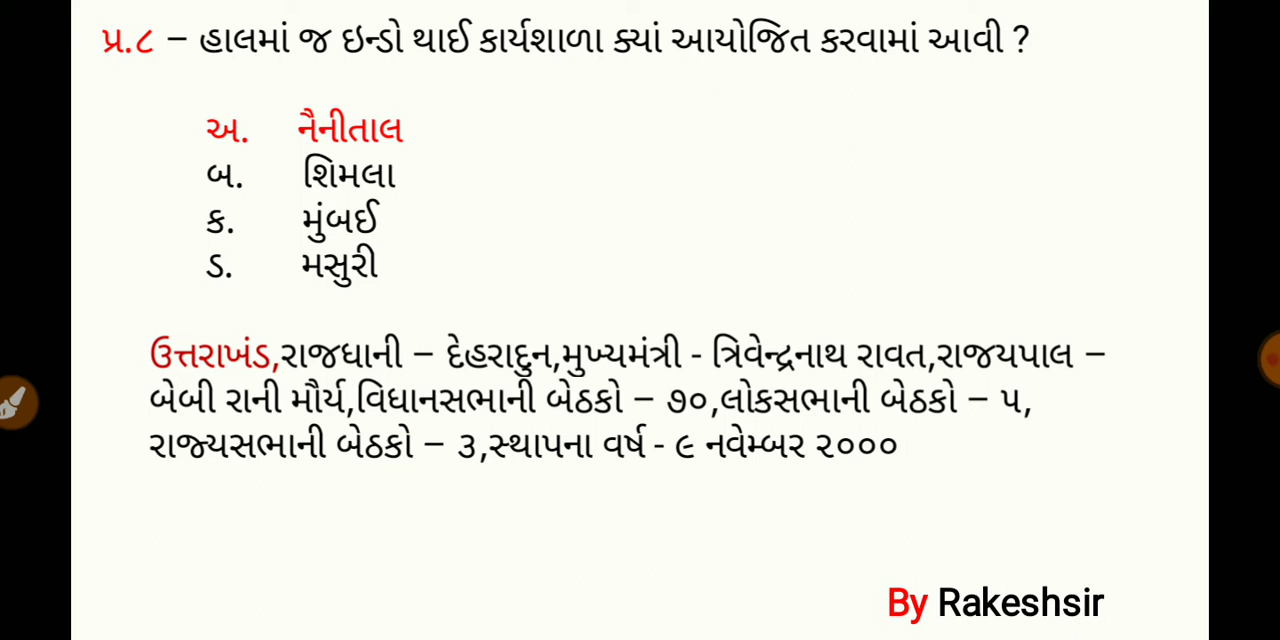 પ્ર.૮ – હાલમાં જ ઇન્ડો થાઈ કાર્યશાળા ક્યાં આયોજિત કરવામાં આવી ?
અ. નૈનીતાલ
બ. શિમલા
ક. મુંબઈ
ડ. મસુરી
ઉત્તરાખંડ,રાજધાની – દેહરાદુન,મુખ્યમંત્રી - ત્રિવેન્દ્રનાથ રાવત,રાજયપાલ –
બેબી રાની મૌર્ય,વિધાનસભાની બેઠકો – ૭૦,લોકસભાની બેઠકો – ૫,
રાજ્યસભાની બેઠકો – ૩,સ્થાપના વર્ષ - ૯ નવેમ્બર ૨૦૦૦
By Rakeshsir